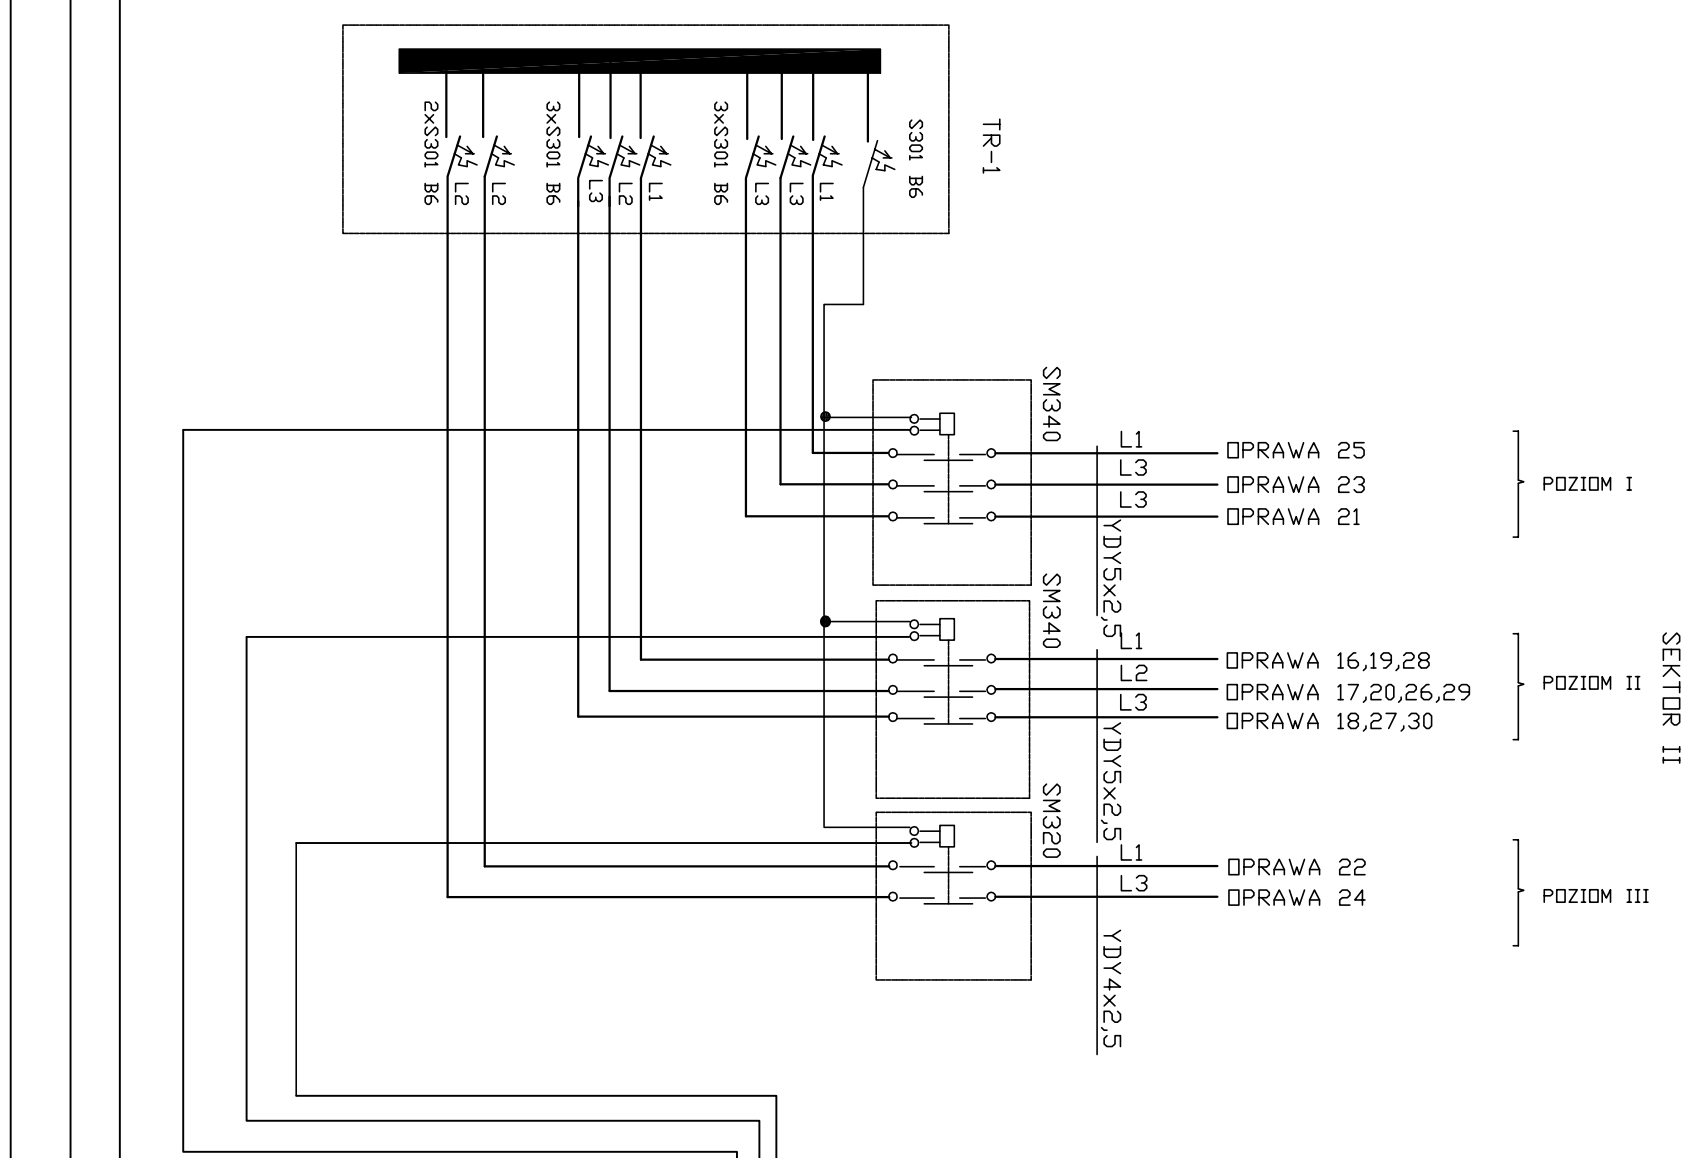 TR-1
S301 B6
L1
L3
L3
3xS301 B6
L1
L2
L3
3xS301 B6
L2
L2
2xS301 B6
SM340
L1
OPRAWA 25
L3
OPRAWA 23
L3
OPRAWA 21
YDY5x2,5
POZIOM I
SM340
L1
OPRAWA 16,19,28
L2
OPRAWA 17,20,26,29
L3
OPRAWA 18,27,30
YDY5x2,5
POZIOM II
SEKTOR II
SM320
L1
OPRAWA 22
L3
OPRAWA 24
YDY4x2,5
POZIOM III